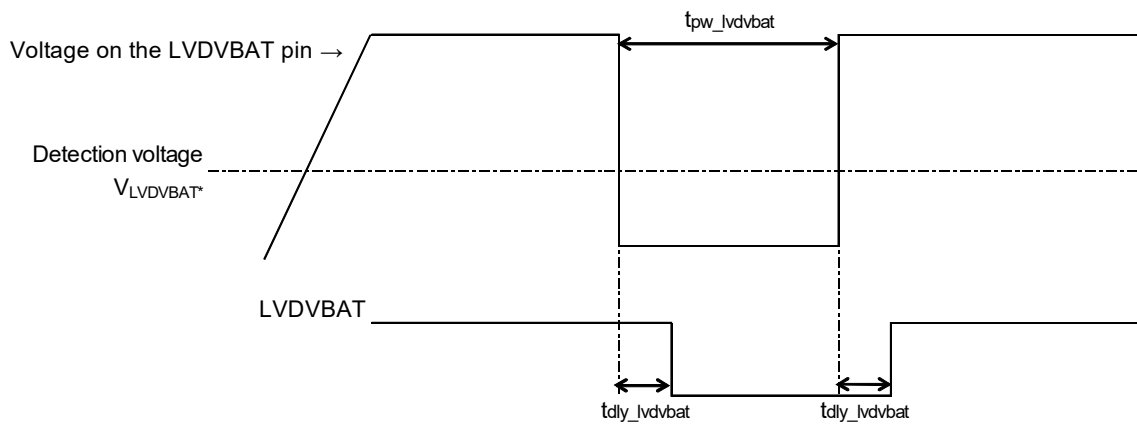 tpw_lvdvbat
Voltage on the LVDVBAT pin →
Detection voltage
VLVDVBAT*
LVDVBAT
tdly_lvdvbat
tdly_lvdvbat